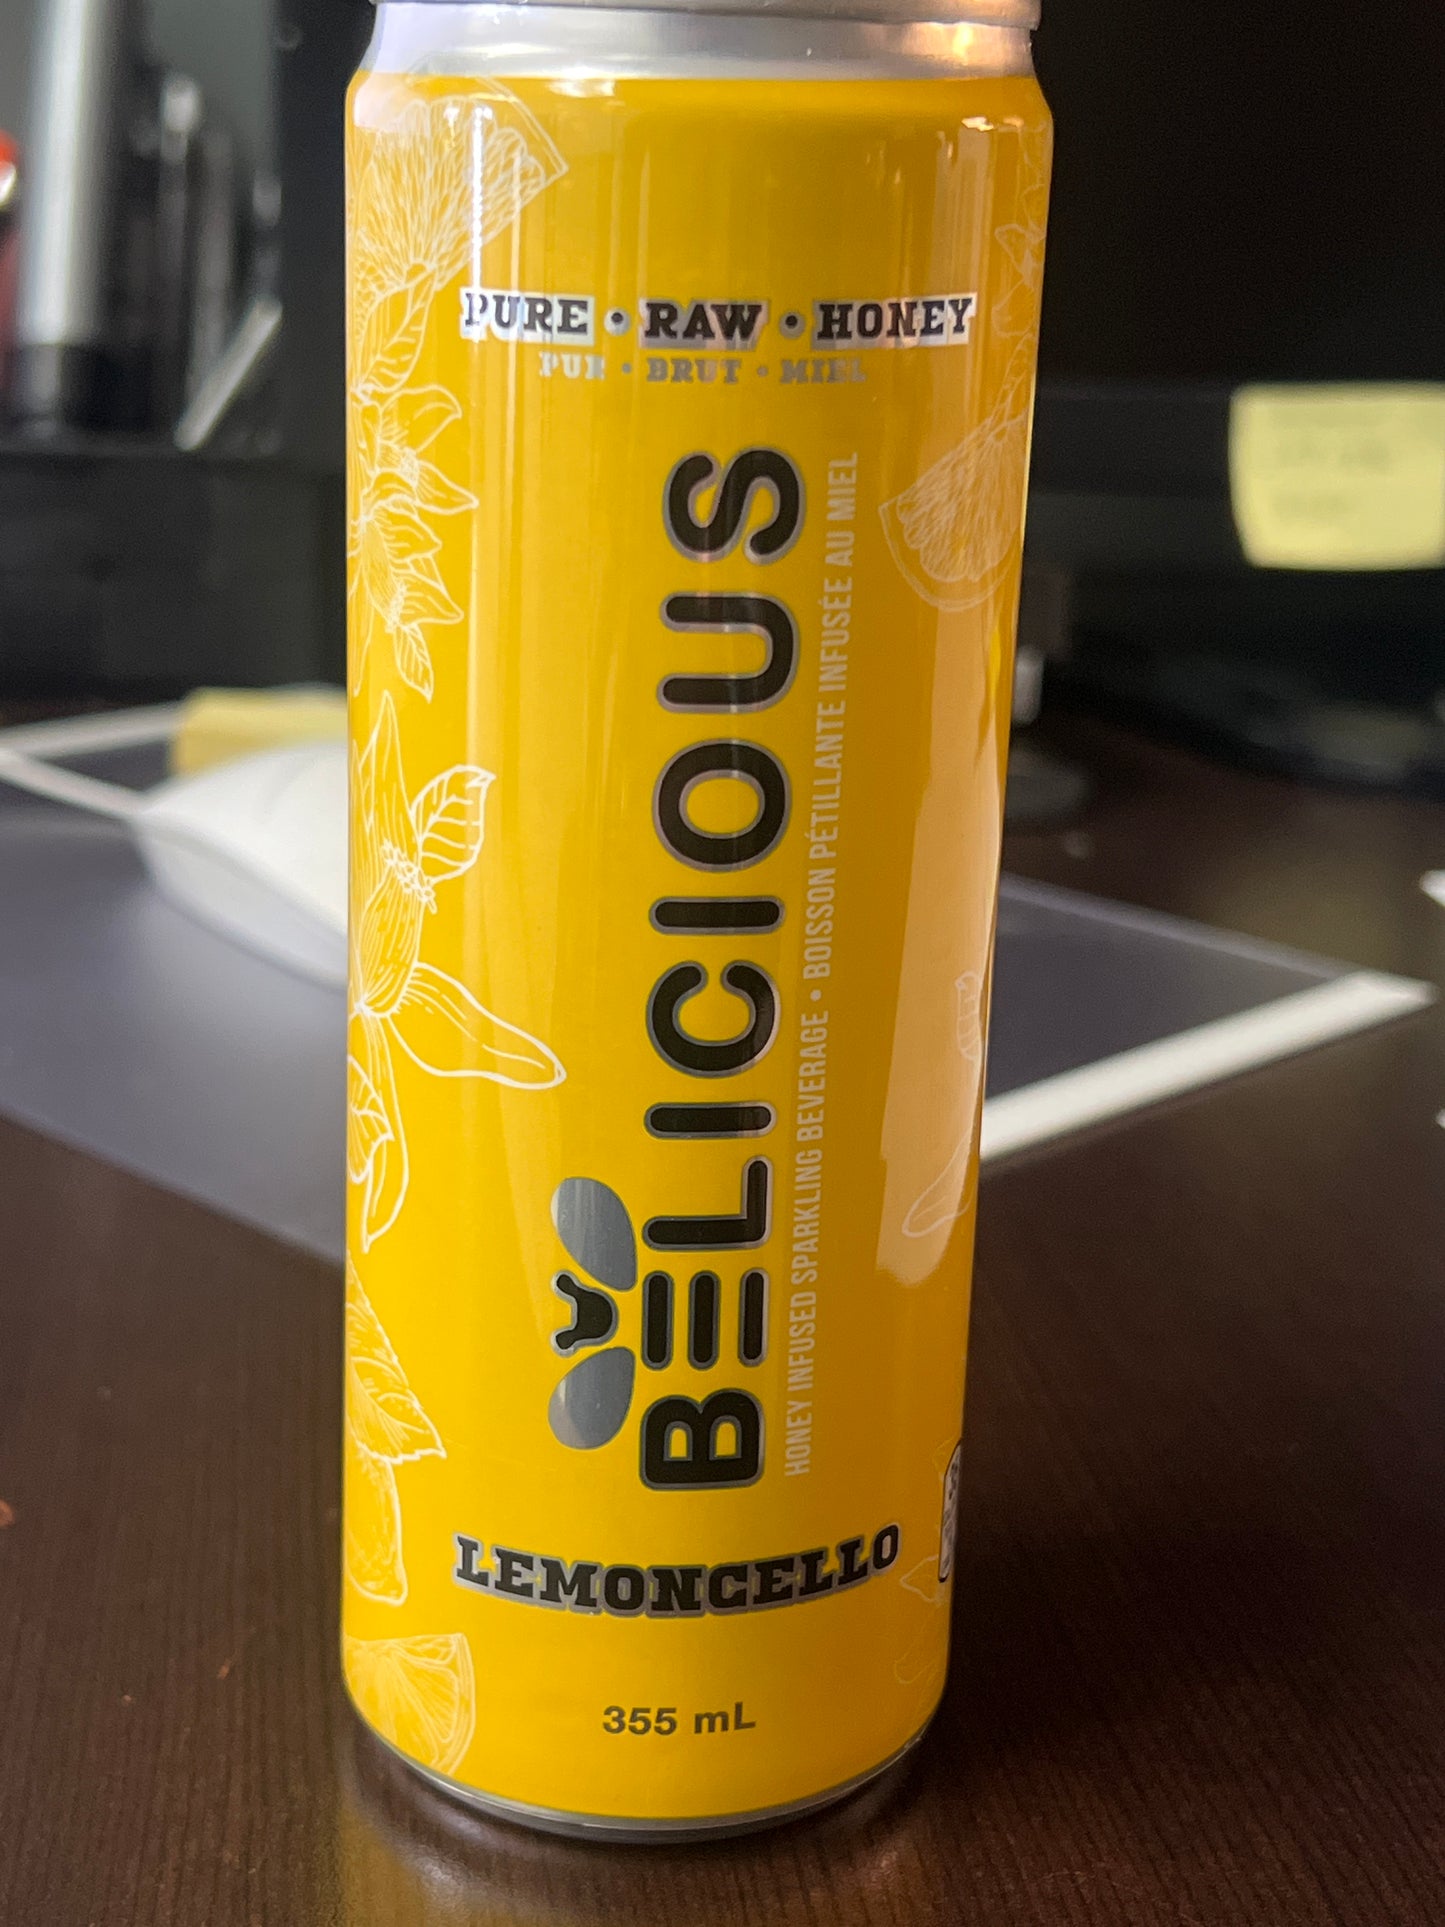 PURE • RAW • HONEY
PUR • BRUT • MIEL
BELICIOUS
HONEY INFUSED SPARKLING BEVERAGE • BOISSON PÉTILLANTE INFUSÉE AU MIEL
LEMONCELLO
355 mL